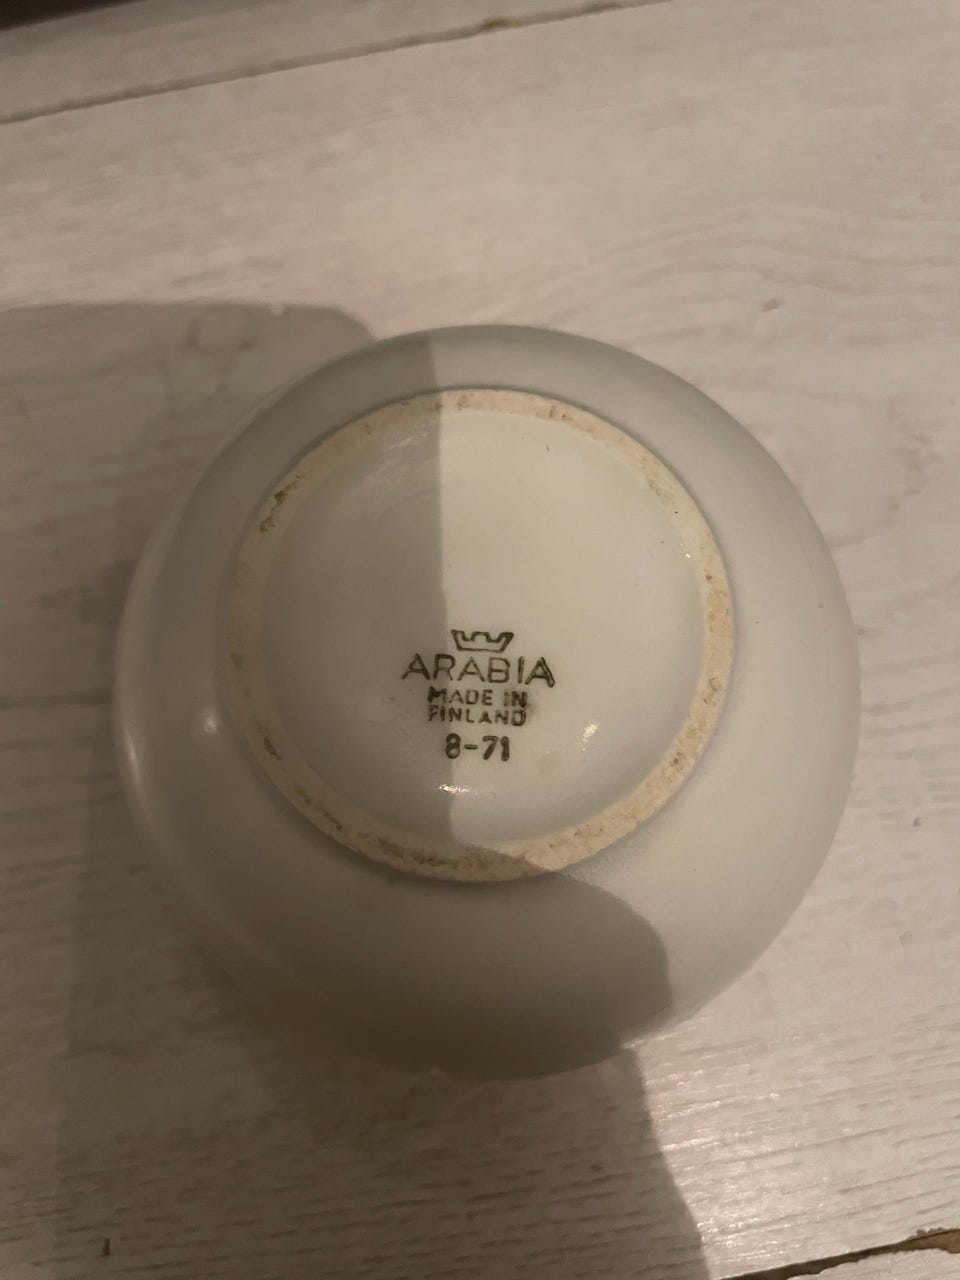 ARABIA
MADE IN
FINLAND
8-71